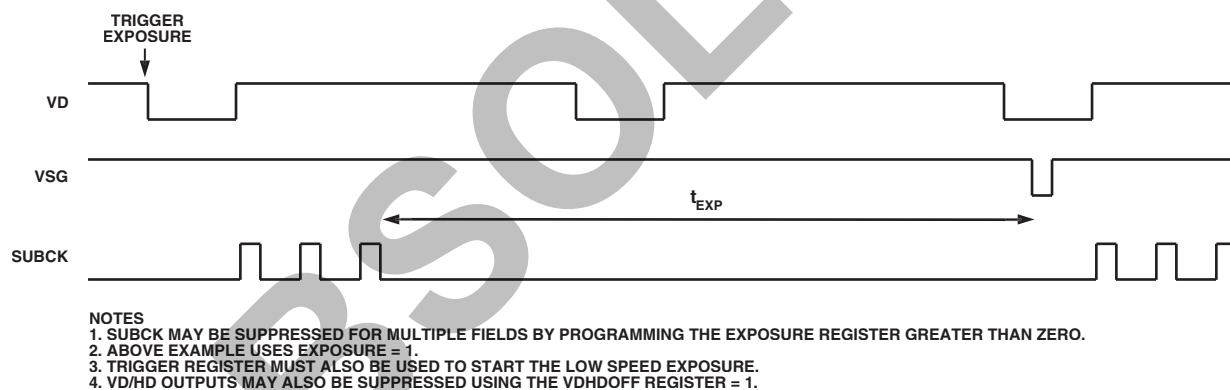 TRIGGER
EXPOSURE
VD
VSG
tEXP
SUBCK
NOTES
1. SUBCK MAY BE SUPPRESSED FOR MULTIPLE FIELDS BY PROGRAMMING THE EXPOSURE REGISTER GREATER THAN ZERO.
2. ABOVE EXAMPLE USES EXPOSURE = 1.
3. TRIGGER REGISTER MUST ALSO BE USED TO START THE LOW SPEED EXPOSURE.
4. VD/HD OUTPUTS MAY ALSO BE SUPPRESSED USING THE VDHDOFF REGISTER = 1.